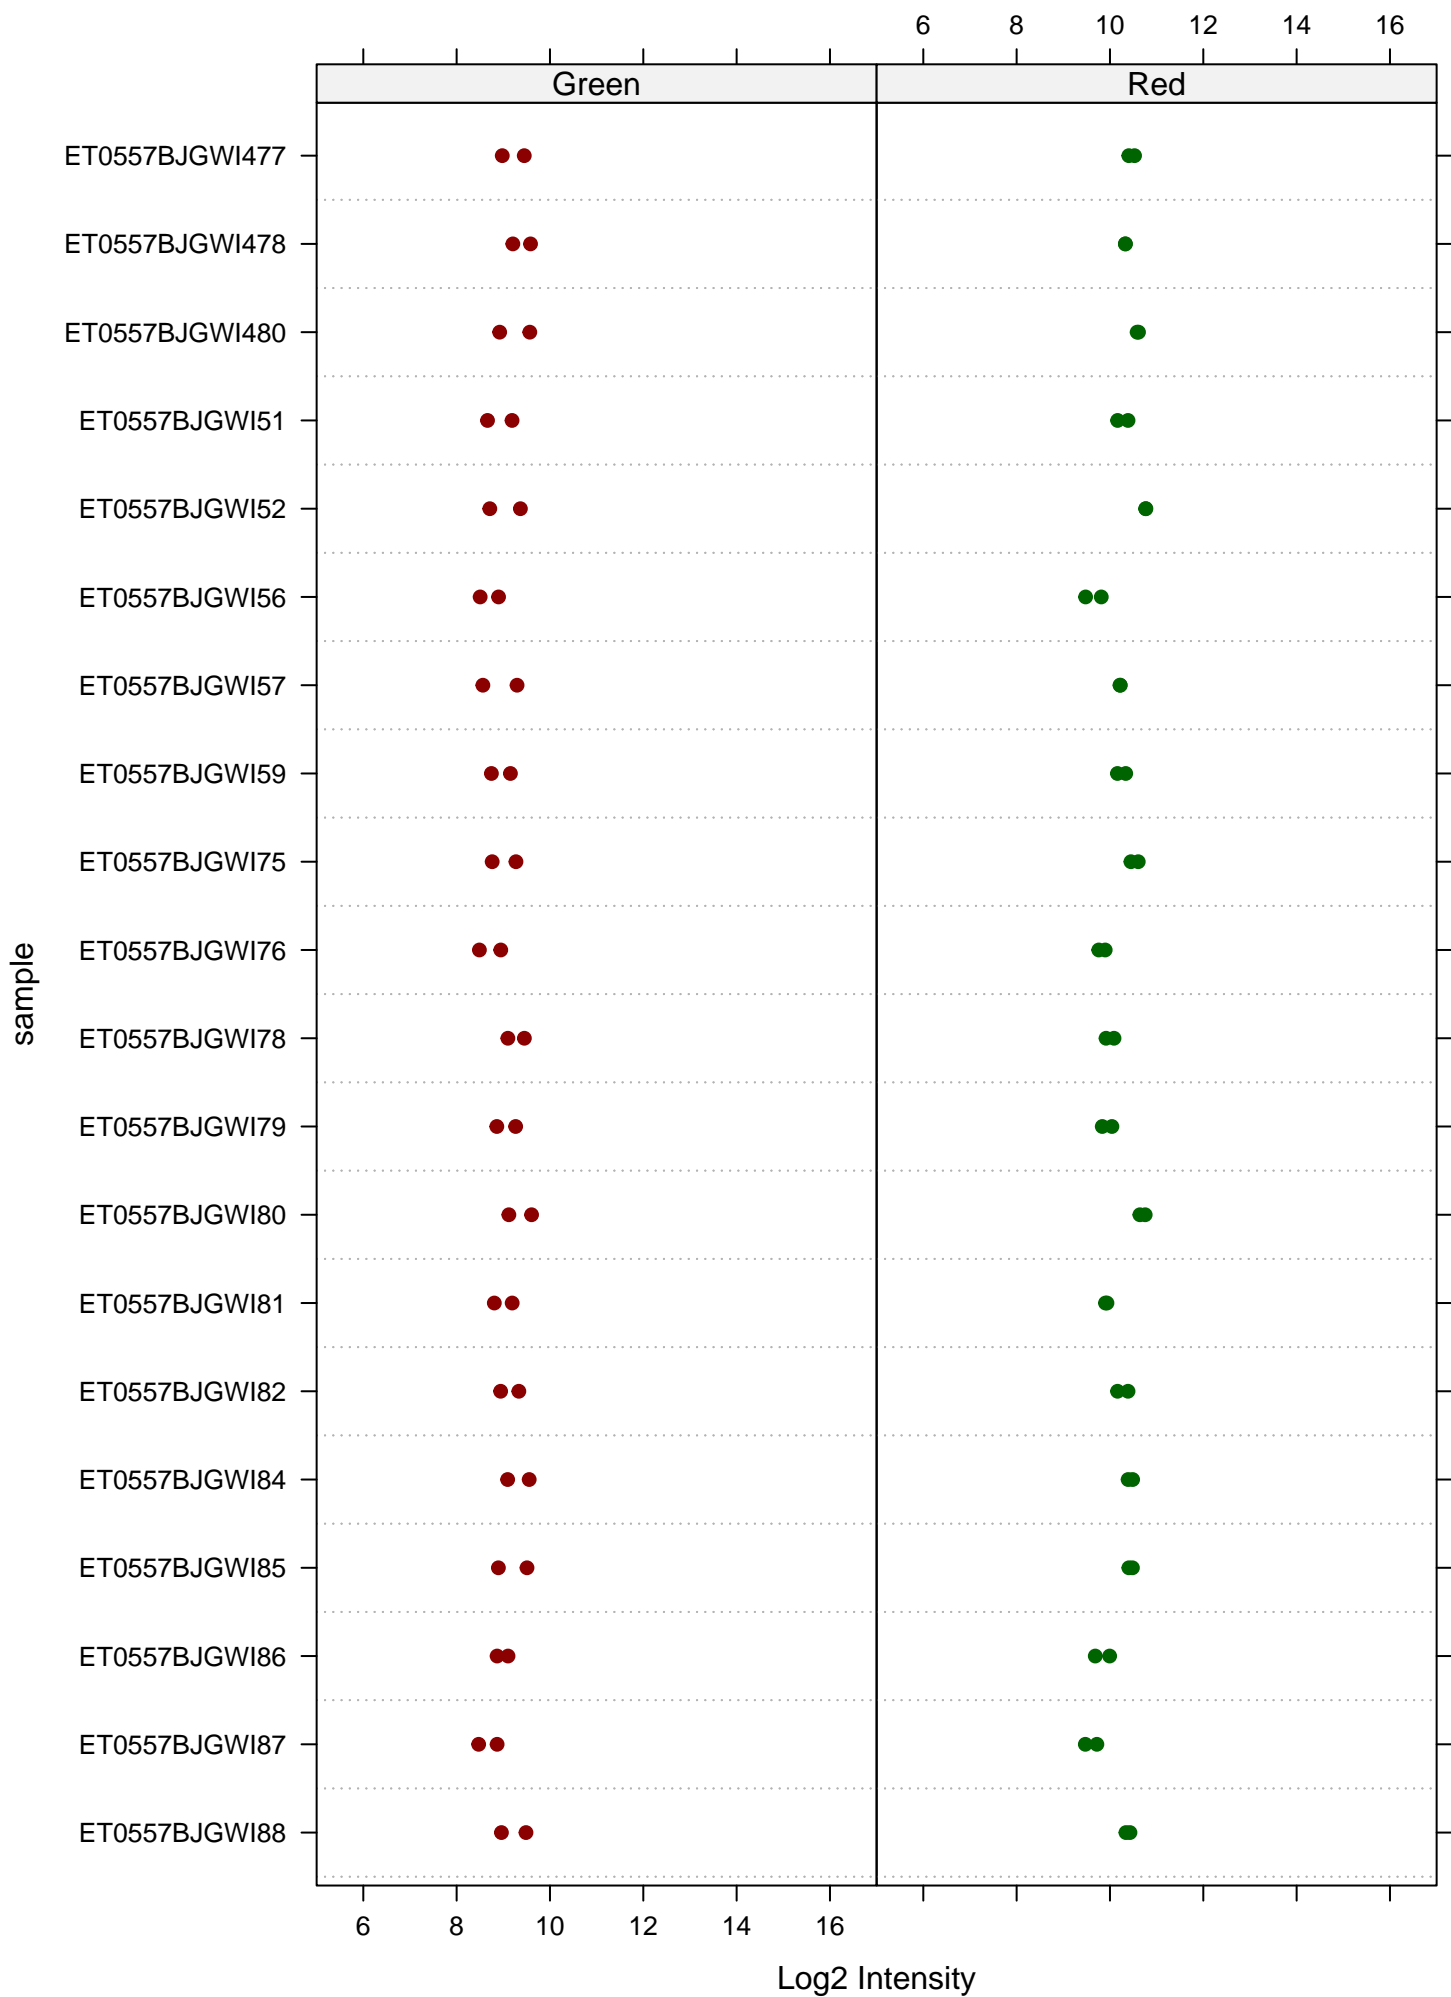 6 8 10 12 14 16
Green Red
ET0557BJGWI477
ET0557BJGWI478
ET0557BJGWI480
ET0557BJGWI51
ET0557BJGWI52
ET0557BJGWI56
ET0557BJGWI57
ET0557BJGWI59
ET0557BJGWI75
ET0557BJGWI76
ET0557BJGWI78
ET0557BJGWI79
ET0557BJGWI80
ET0557BJGWI81
ET0557BJGWI82
ET0557BJGWI84
ET0557BJGWI85
ET0557BJGWI86
ET0557BJGWI87
ET0557BJGWI88
sample
6 8 10 12 14 16
Log2 Intensity